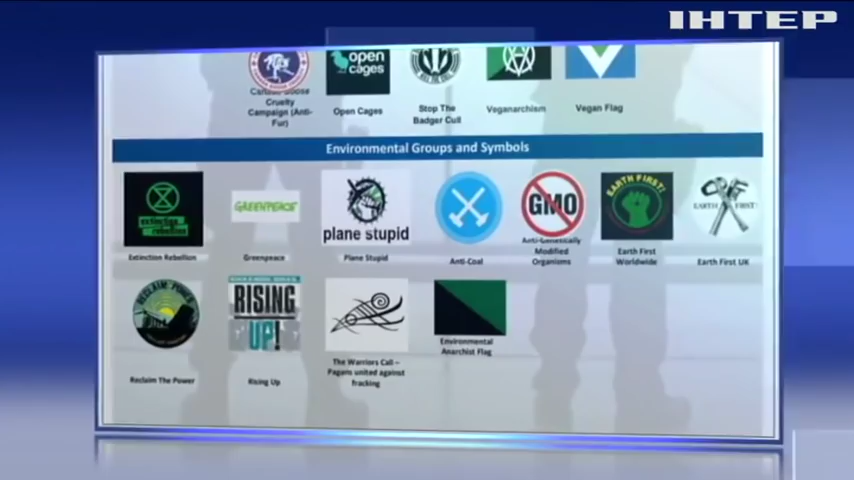 ІНТЕР
open
cages
Cruelty
Campaign (Anti-
Fur)
Open Cages
Stop The
Badger Cull
Veganarchism
Vegan Flag
Environmental Groups and Symbols
extinction
rebellion
GREENPEACE
plane stupid
GMO
EARTH FIRST!
EARTH FIRST!
Extinction Rebellion
Greenpeace
Plane Stupid
Anti-Coal
Anti-Genetically
Modified
Organisms
Earth First
Worldwide
Earth First UK
RECLAIM POWER
RISING
UP!
Reclaim The Power
Rising Up
The Warriors Call –
Pagans united against
fracking
Environmental
Anarchist Flag